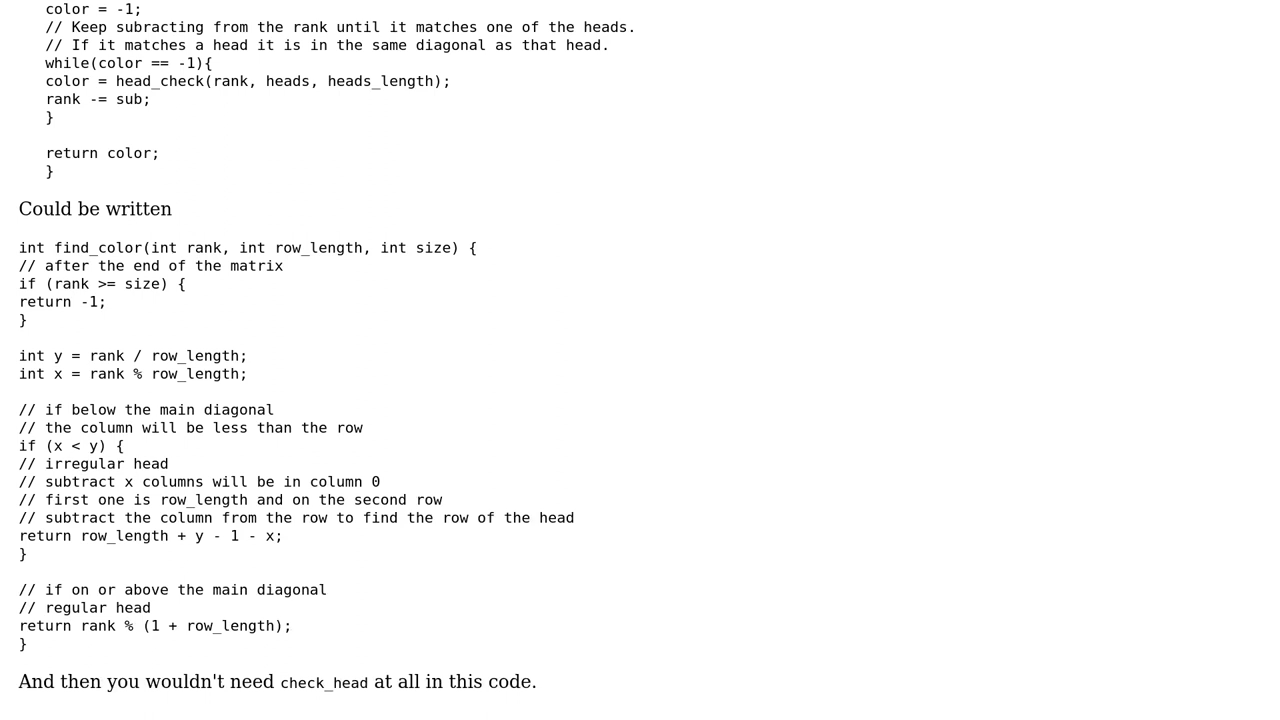 color = -1;
// Keep subracting from the rank until it matches one of the heads.
// If it matches a head it is in the same diagonal as that head.
while(color == -1){
color = head_check(rank, heads, heads_length);
rank -= sub;
}
return color;
}
Could be written
int find_color(int rank, int row_length, int size) {
// after the end of the matrix
if (rank >= size) {
return -1;
}
int y = rank / row_length;
int x = rank % row_length;
// if below the main diagonal
// the column will be less than the row
if (x < y) {
// irregular head
// subtract x columns will be in column 0
// first one is row_length and on the second row
// subtract the column from the row to find the row of the head
return row_length + y - 1 - x;
}
// if on or above the main diagonal
// regular head
return rank % (1 + row_length);
}
And then you wouldn't need check_head at all in this code.